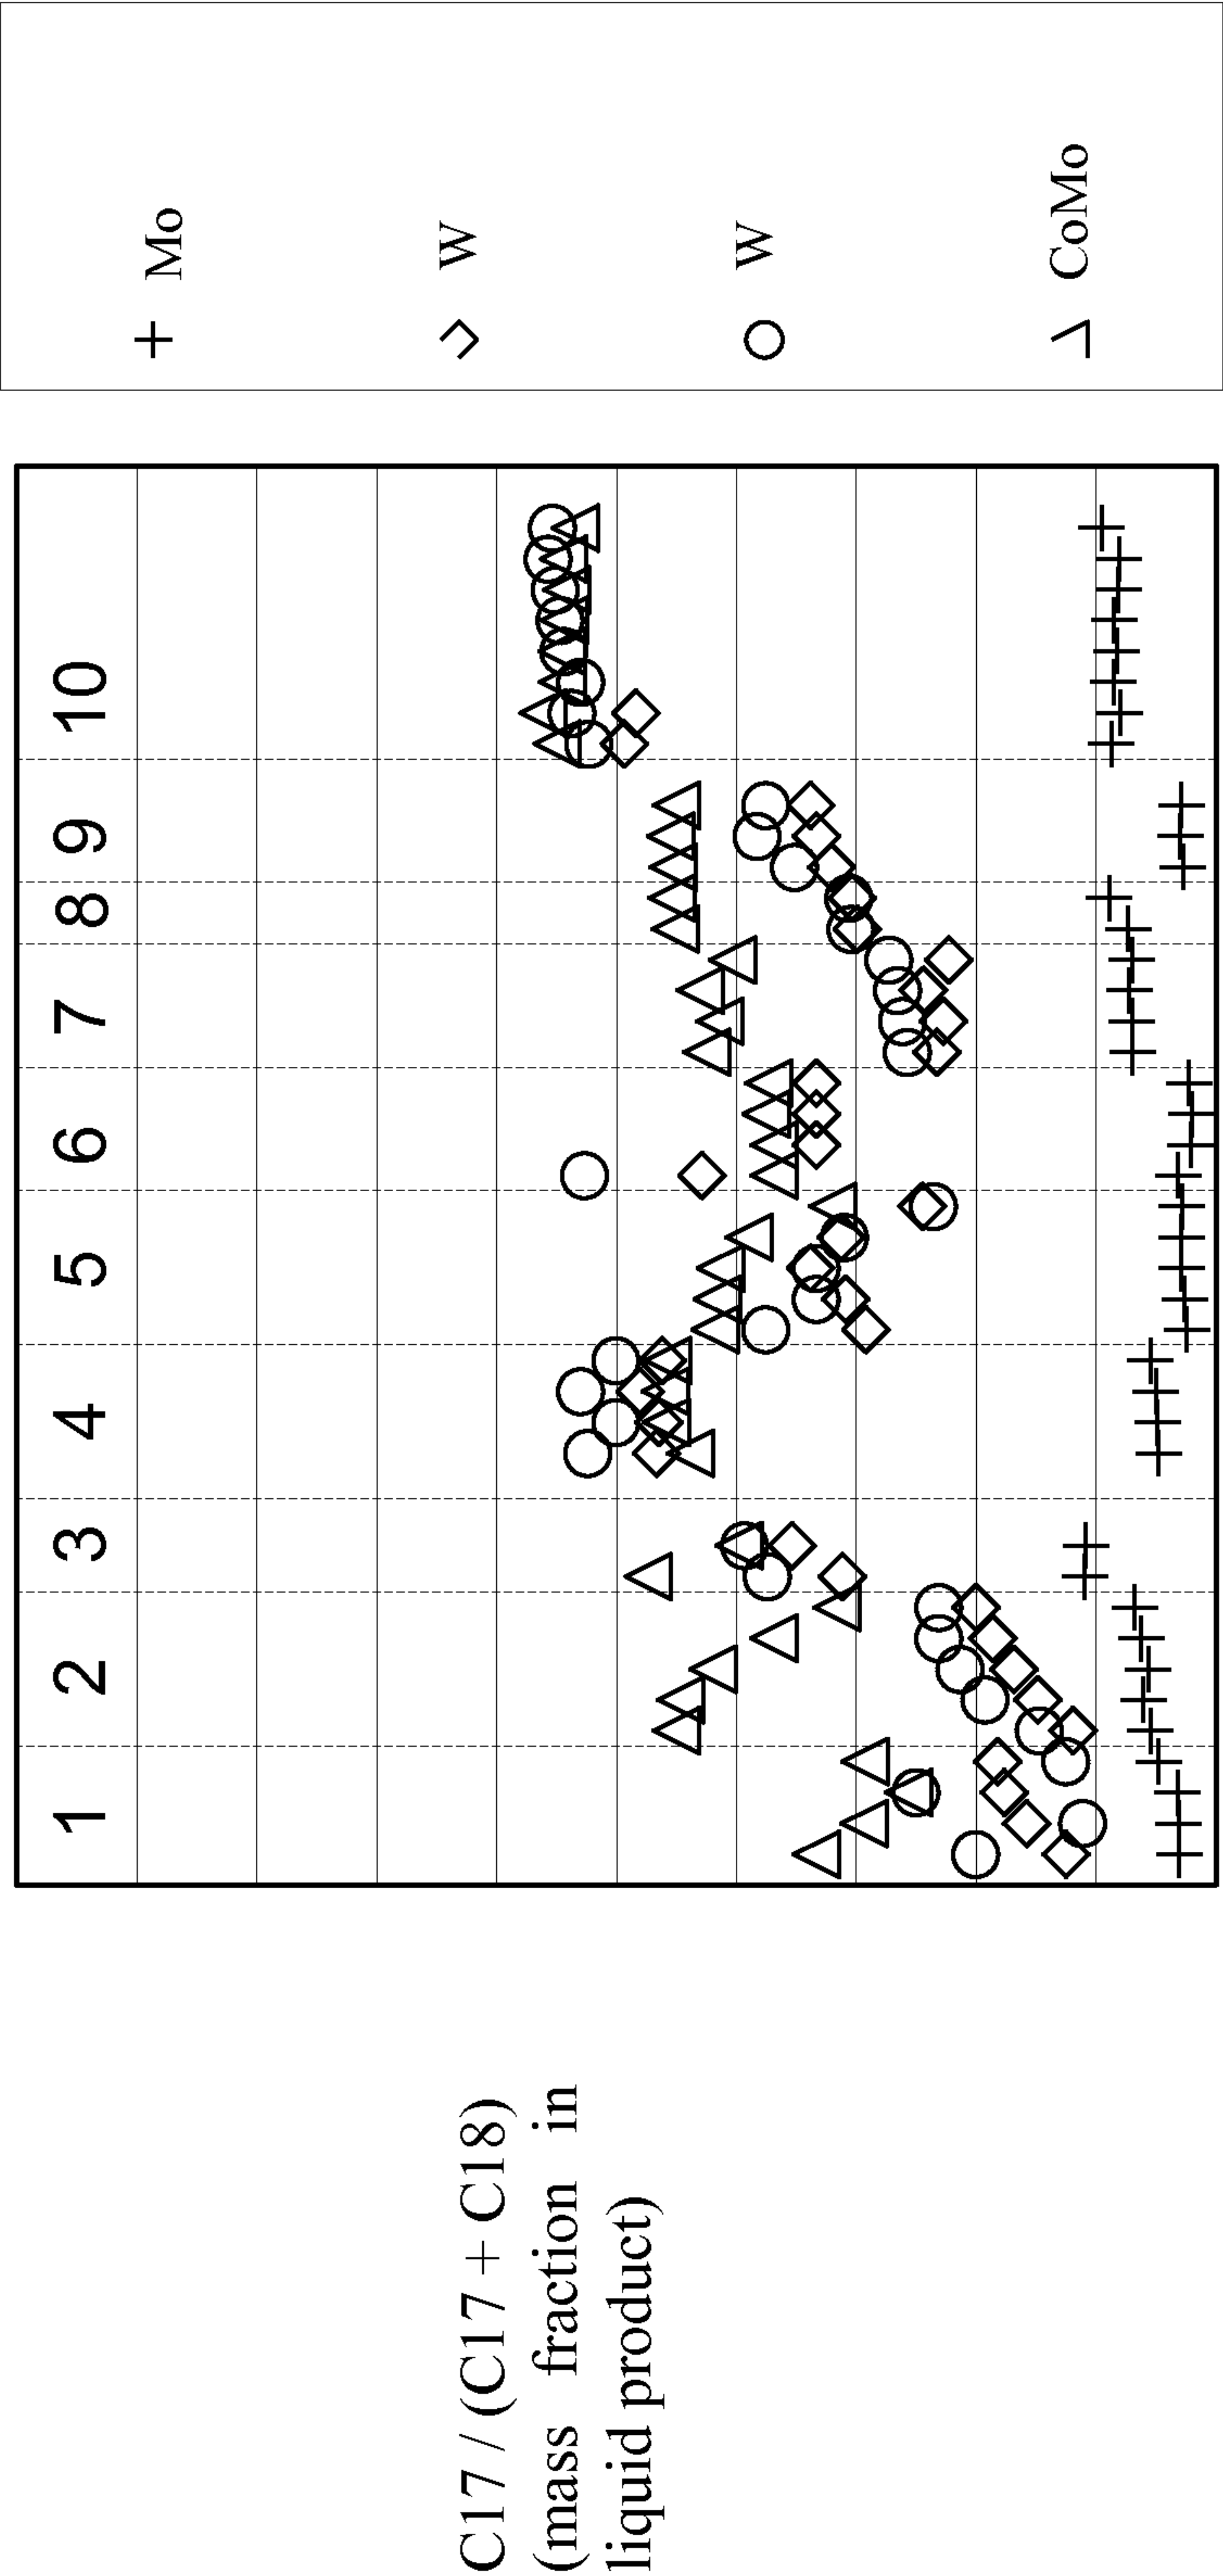 C17 / (C17 + C18)
(mass fraction in
liquid product)
1 2 3 4 5 6 7 8 9 10
Mo
W
W
CoMo